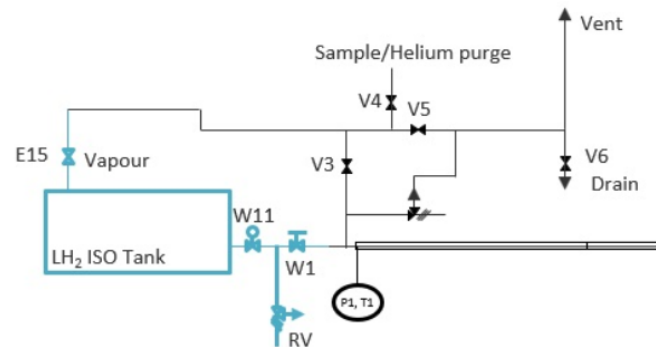 Vent
Sample/Helium purge
V4
V5
E15
Vapour
V3
V6
Drain
W11
LH₂ ISO Tank
W1
P1, T1
RV